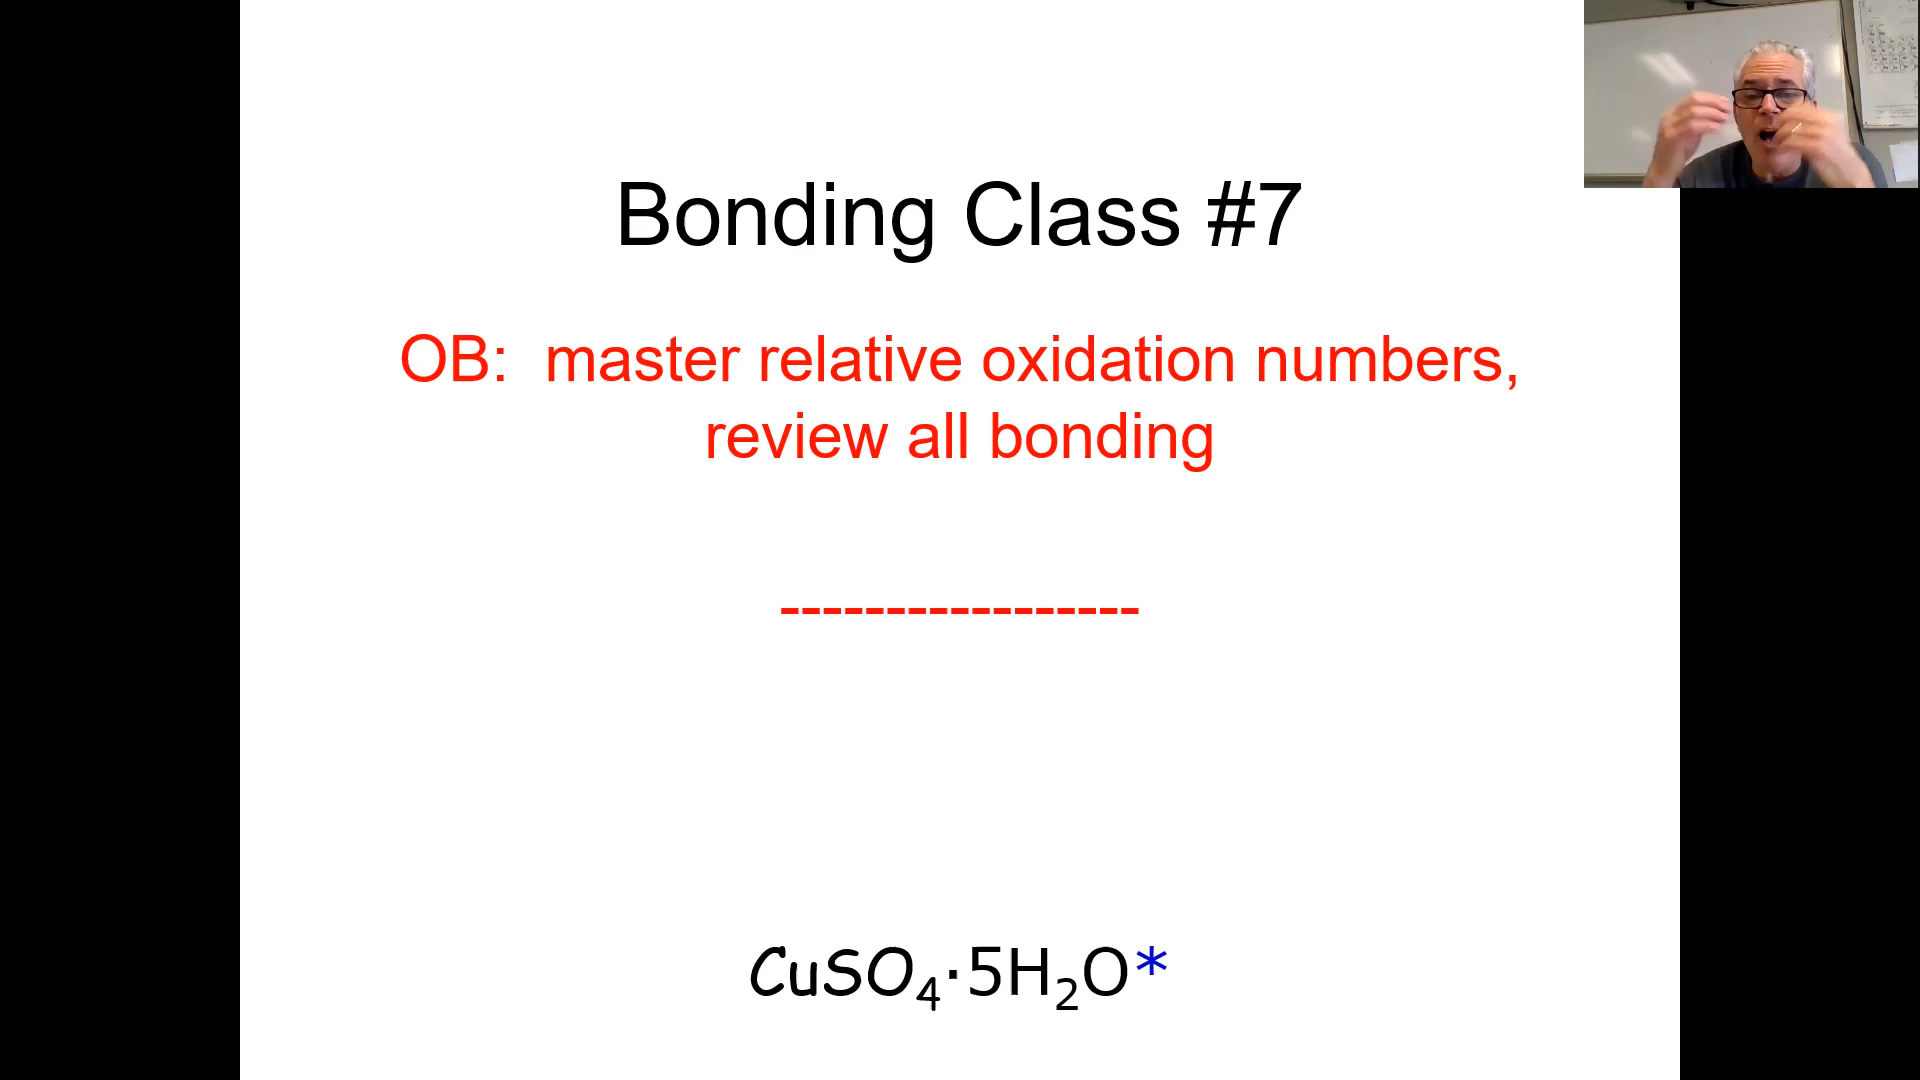 Bonding Class #7
OB: master relative oxidation numbers,
review all bonding
-----------------
CuSO₄·5H₂O*